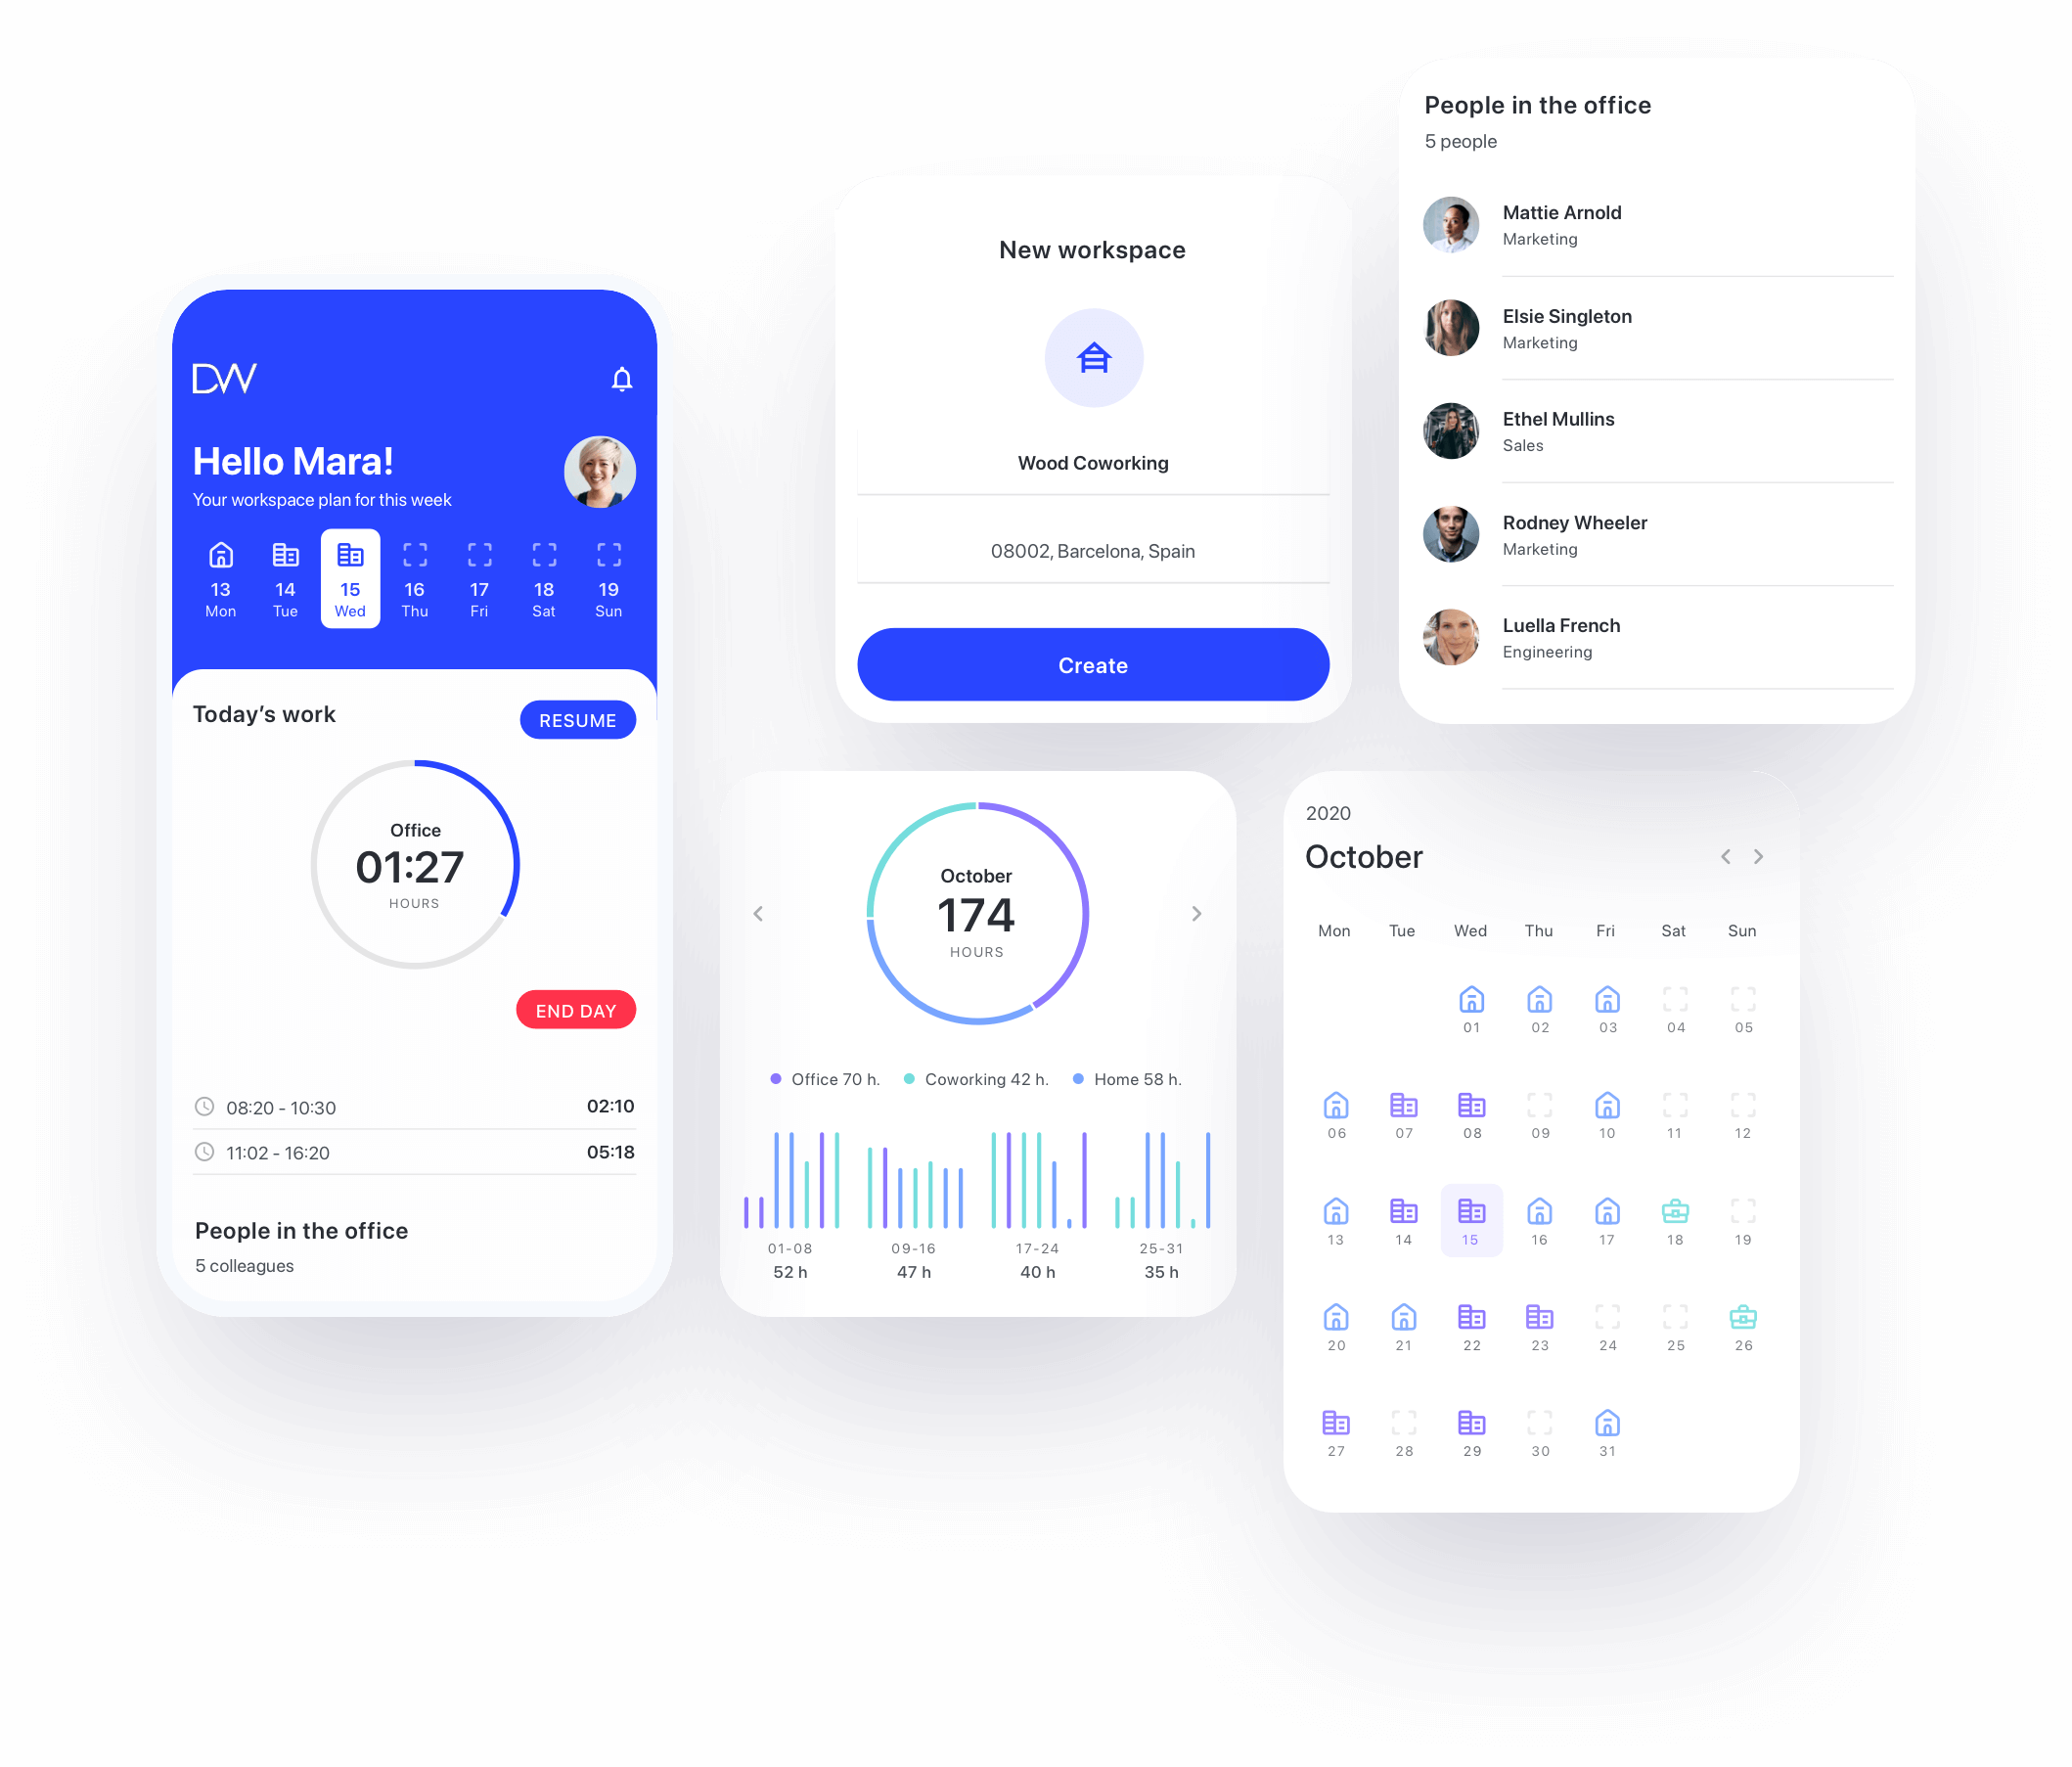 DW
Hello Mara!
Your workspace plan for this week
13 14 15 16 17 18 19
Mon Tue Wed Thu Fri Sat Sun
Today’s work
RESUME
Office
01:27
HOURS
END DAY
08:20 - 10:30 02:10
11:02 - 16:20 05:18
People in the office
5 colleagues
New workspace
Wood Coworking
08002, Barcelona, Spain
Create
People in the office
5 people
Mattie Arnold
Marketing
Elsie Singleton
Marketing
Ethel Mullins
Sales
Rodney Wheeler
Marketing
Luella French
Engineering
October
174
HOURS
Office 70 h. Coworking 42 h. Home 58 h.
01-08 09-16 17-24 25-31
52 h 47 h 40 h 35 h
2020
October
Mon Tue Wed Thu Fri Sat Sun
01 02 03 04 05
06 07 08 09 10 11 12
13 14 15 16 17 18 19
20 21 22 23 24 25 26
27 28 29 30 31